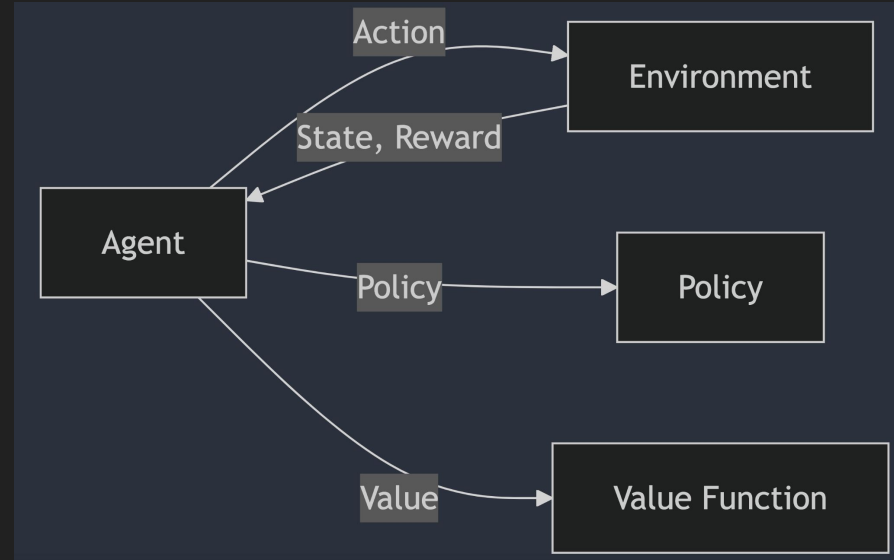 Action
Environment
State, Reward
Agent
Policy
Policy
Value
Value Function